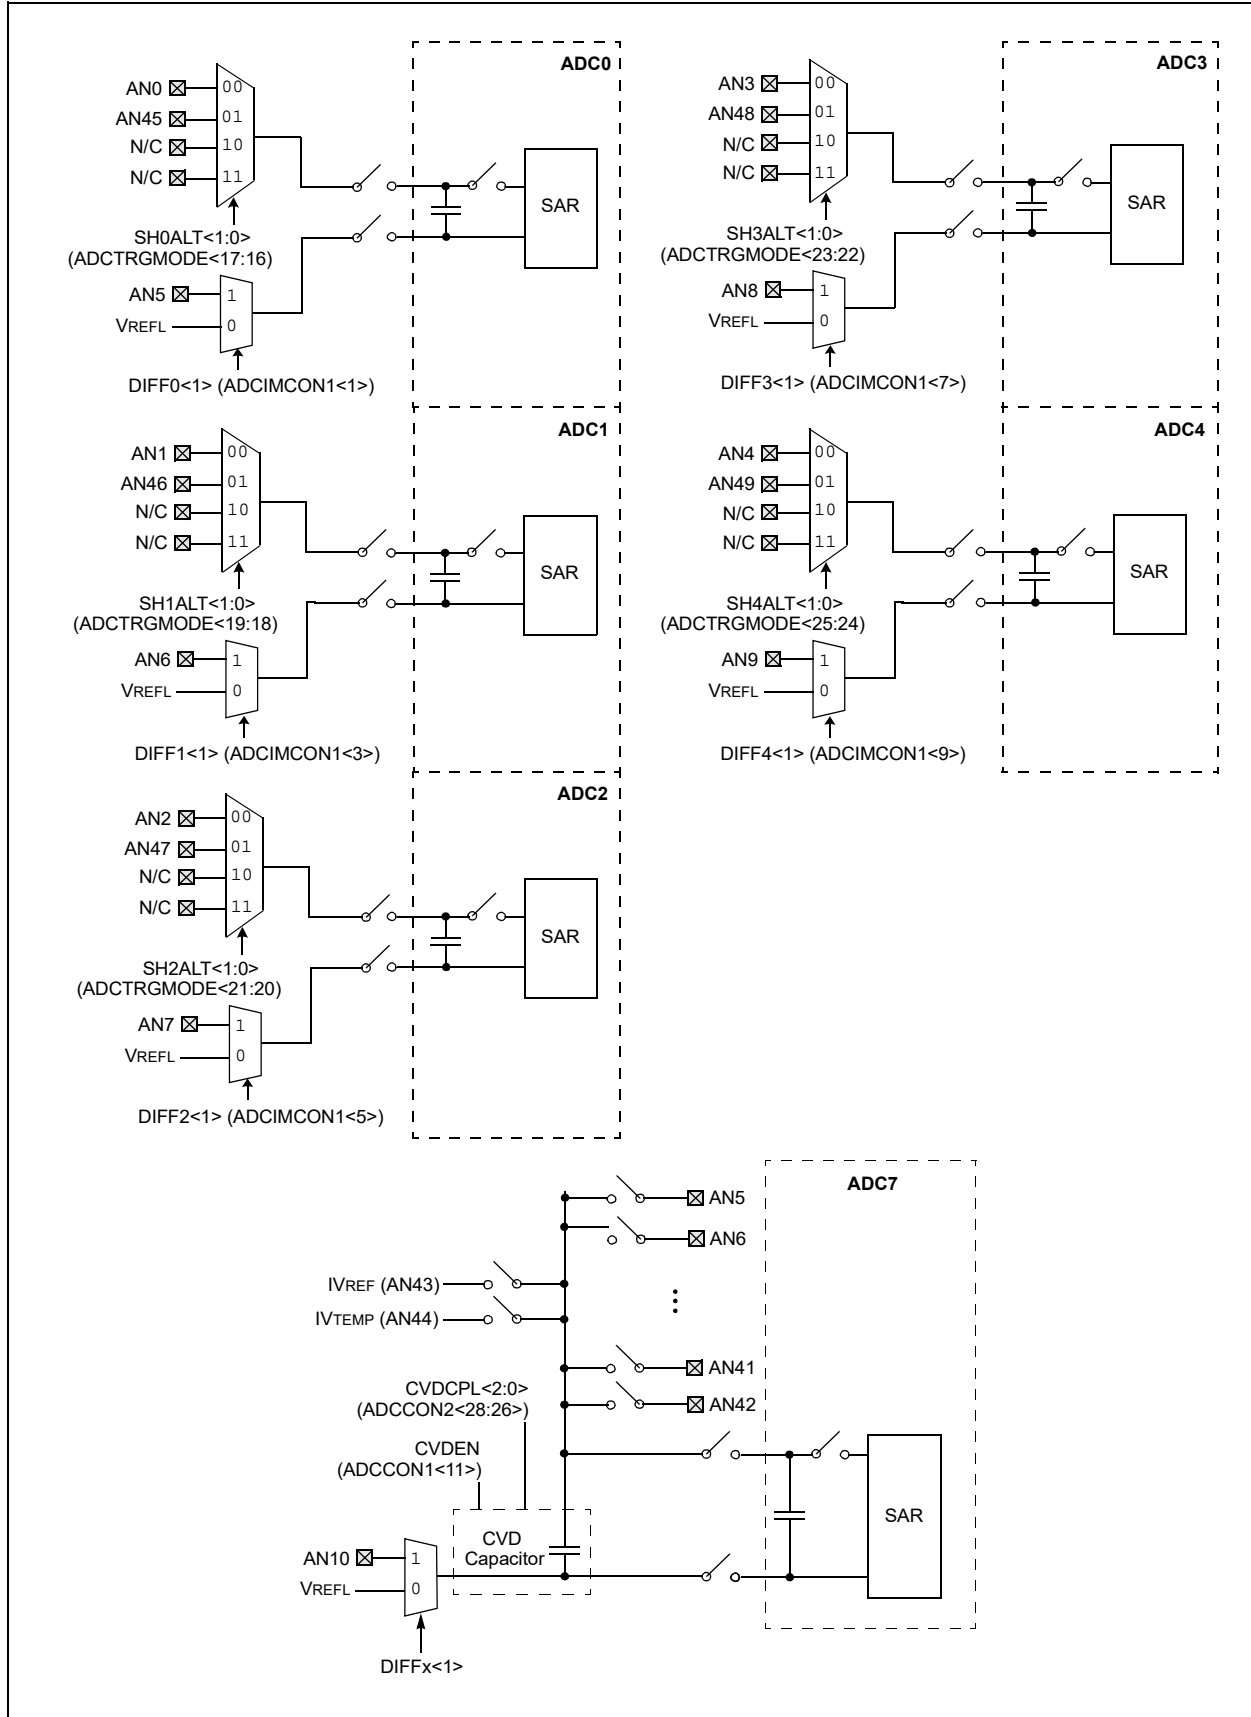 ADC0
AN0
00
AN45
01
N/C
10
N/C
11
SAR
SH0ALT<1:0>
(ADCTRGMODE<17:16)
AN5
1
VREFL
0
DIFF0<1> (ADCIMCON1<1>)
ADC3
AN3
00
AN48
01
N/C
10
N/C
11
SAR
SH3ALT<1:0>
(ADCTRGMODE<23:22)
AN8
1
VREFL
0
DIFF3<1> (ADCIMCON1<7>)
ADC1
AN1
00
AN46
01
N/C
10
N/C
11
SAR
SH1ALT<1:0>
(ADCTRGMODE<19:18)
AN6
1
VREFL
0
DIFF1<1> (ADCIMCON1<3>)
ADC4
AN4
00
AN49
01
N/C
10
N/C
11
SAR
SH4ALT<1:0>
(ADCTRGMODE<25:24)
AN9
1
VREFL
0
DIFF4<1> (ADCIMCON1<9>)
ADC2
AN2
00
AN47
01
N/C
10
N/C
11
SAR
SH2ALT<1:0>
(ADCTRGMODE<21:20)
AN7
1
VREFL
0
DIFF2<1> (ADCIMCON1<5>)
ADC7
AN5
AN6
IVREF (AN43)
IVTEMP (AN44)
AN41
AN42
CVDCPL<2:0>
(ADCCON2<28:26>)
CVDEN
(ADCCON1<11>)
SAR
CVD
Capacitor
AN10
1
VREFL
0
DIFFx<1>